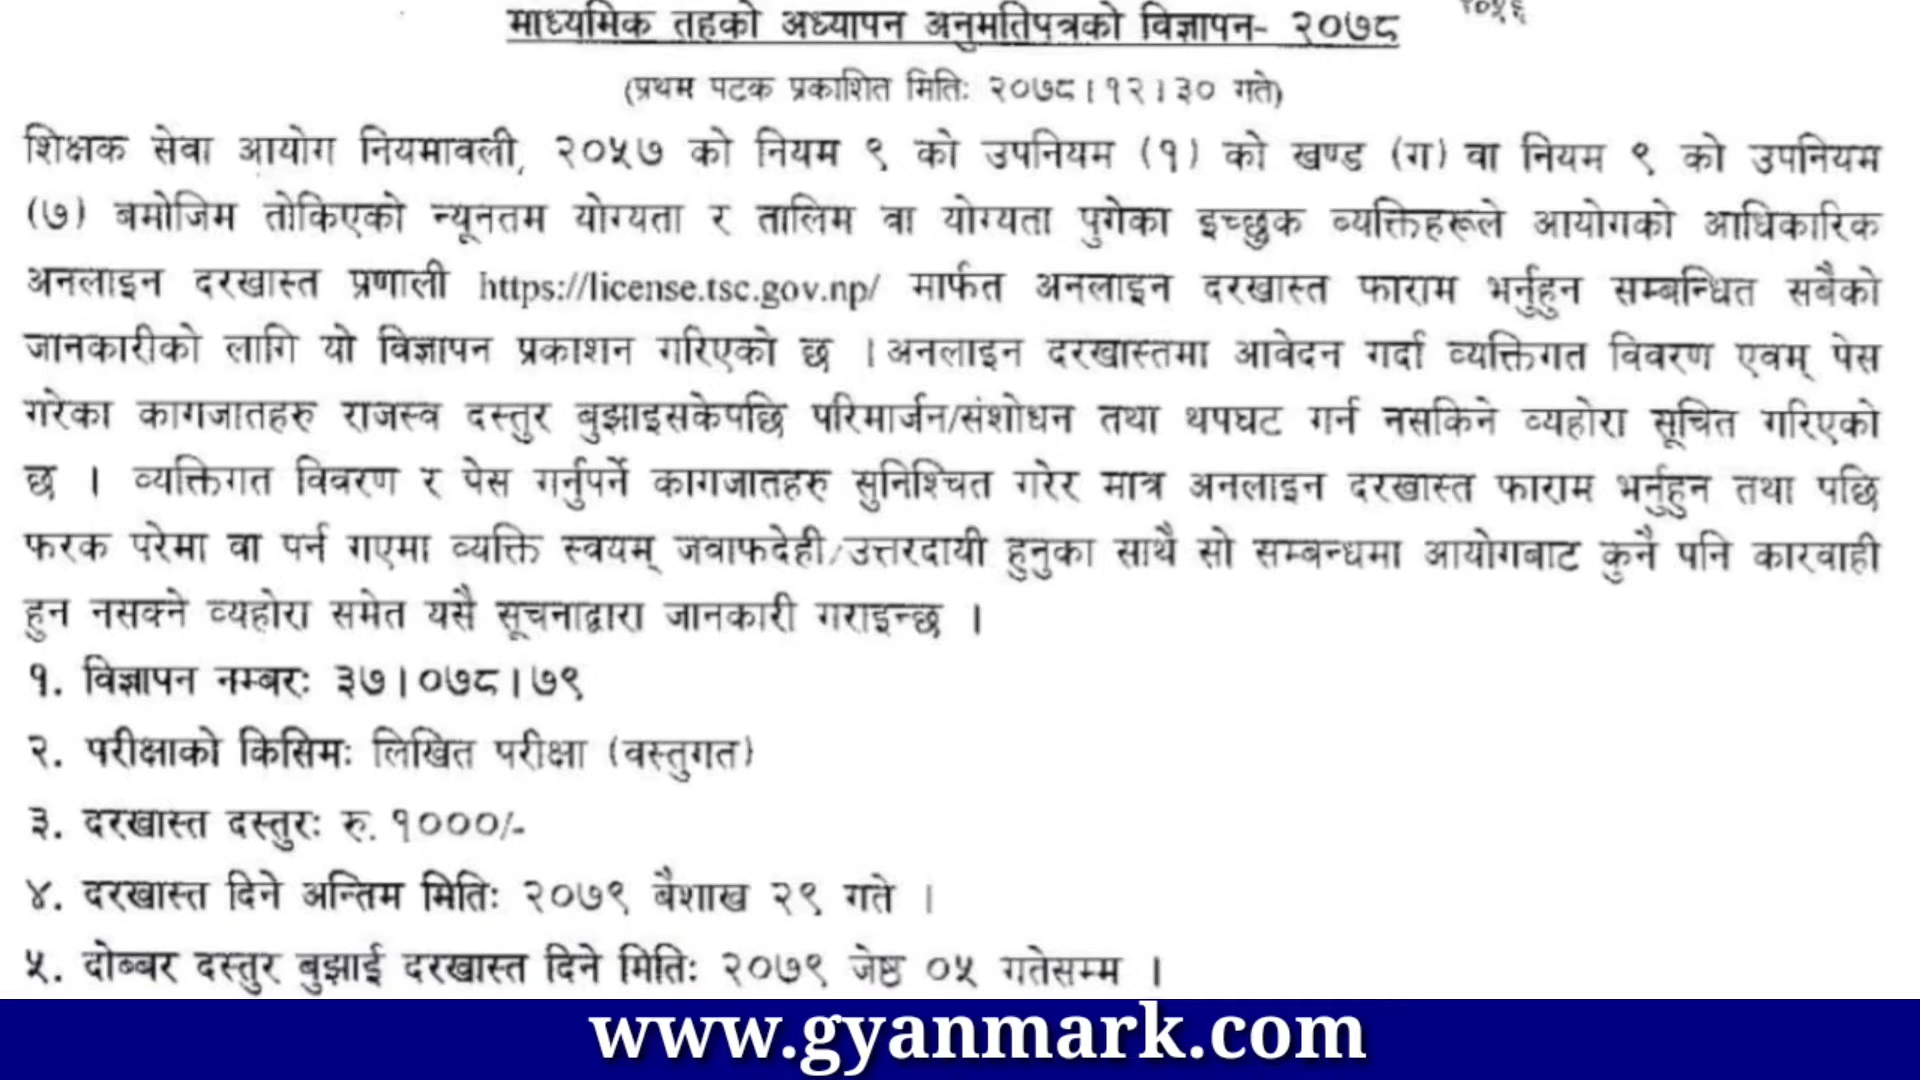 माध्यमिक तहको अध्यापन अनुमतिपत्रको विज्ञापन- २०७८
(प्रथम पटक प्रकाशित मितिः २०७८।१२।३० गते)
शिक्षक सेवा आयोग नियमावली, २०५७ को नियम ९ को उपनियम (१) को खण्ड (ग) वा नियम ९ को उपनियम
(७) बमोजिम तोकिएको न्यूनतम योग्यता र तालिम वा योग्यता पुगेका इच्छुक व्यक्तिहरूले आयोगको आधिकारिक
अनलाइन दरखास्त प्रणाली https://license.tsc.gov.np/ मार्फत अनलाइन दरखास्त फाराम भर्नुहुन सम्बन्धित सबैको
जानकारीको लागि यो विज्ञापन प्रकाशन गरिएको छ । अनलाइन दरखास्तमा आवेदन गर्दा व्यक्तिगत विवरण एवम् पेस
गरेका कागजातहरु राजस्व दस्तुर बुझाइसकेपछि परिमार्जन/संशोधन तथा थपघट गर्न नसकिने व्यहोरा सूचित गरिएको
छ । व्यक्तिगत विवरण र पेस गर्नुपर्ने कागजातहरु सुनिश्चित गरेर मात्र अनलाइन दरखास्त फाराम भर्नुहुन तथा पछि
फरक परेमा वा पर्न गएमा व्यक्ति स्वयम् जवाफदेही/उत्तरदायी हुनुका साथै सो सम्बन्धमा आयोगबाट कुनै पनि कारवाही
हुन नसक्ने व्यहोरा समेत यसै सूचनाद्वारा जानकारी गराइन्छ ।
१. विज्ञापन नम्बरः ३७।०७८।७९
२. परीक्षाको किसिमः लिखित परीक्षा (वस्तुगत)
३. दरखास्त दस्तुरः रु. १०००/-
४. दरखास्त दिने अन्तिम मितिः २०७९ बैशाख २९ गते ।
५. दोब्बर दस्तुर बुझाई दरखास्त दिने मितिः २०७९ जेष्ठ ०५ गतेसम्म ।
www.gyanmark.com